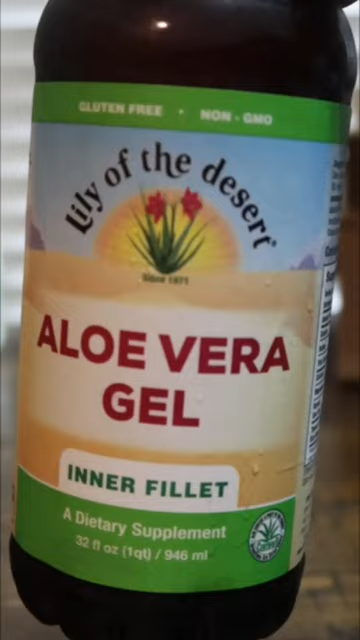 GLUTEN FREE • NON-GMO
Lily of the desert
Since 1971
ALOE VERA
GEL
INNER FILLET
A Dietary Supplement
32 fl oz (1qt) / 946 ml